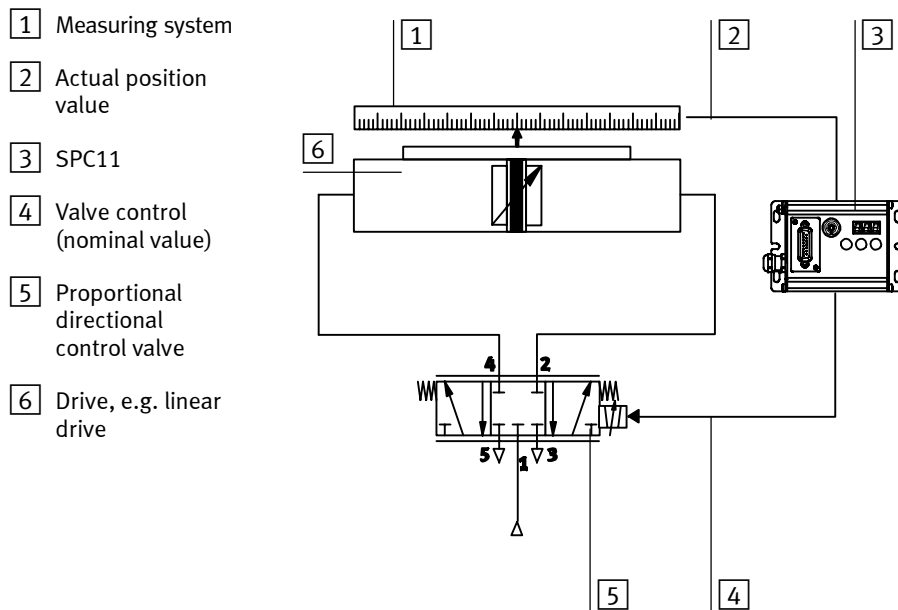 1 Measuring system
2 Actual position
value
3 SPC11
4 Valve control
(nominal value)
5 Proportional
directional
control valve
6 Drive, e.g. linear
drive
1
2
3
6
4
2
5
1
3
5
4